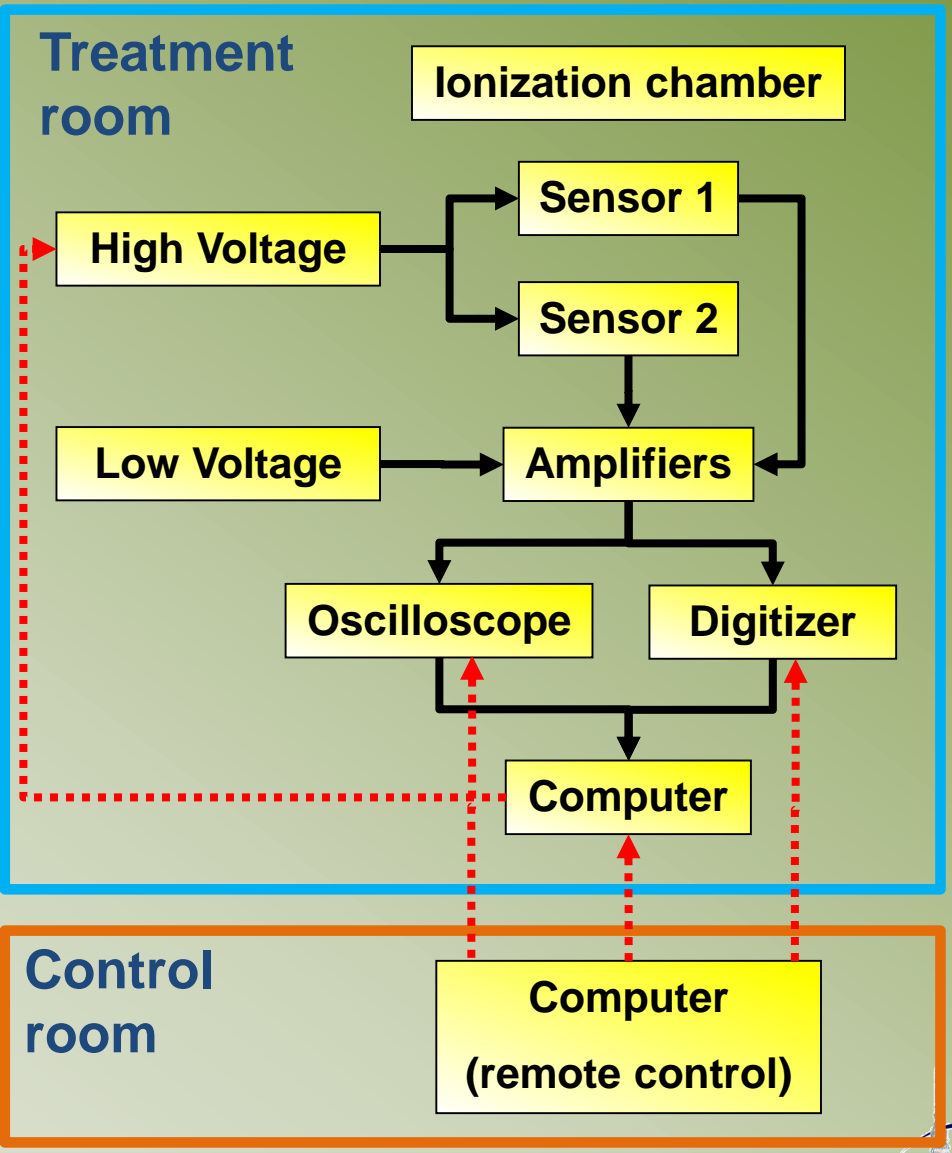 Treatment
room
Ionization chamber
Sensor 1
High Voltage
Sensor 2
Low Voltage
Amplifiers
Oscilloscope
Digitizer
Computer
Control
room
Computer
(remote control)